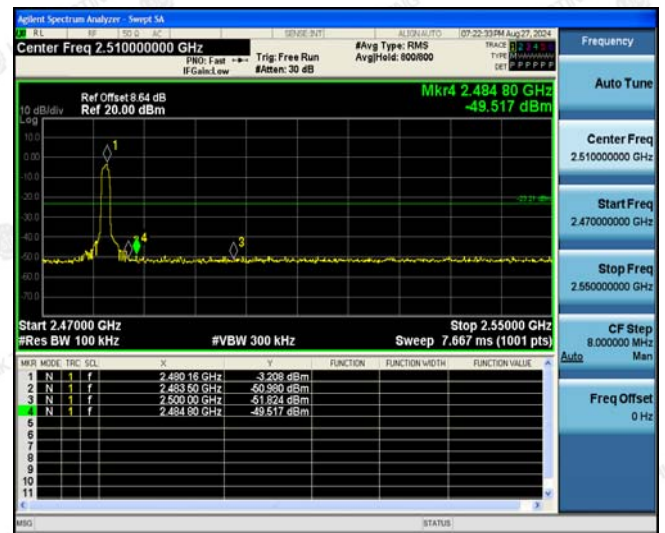 Agilent Spectrum Analyzer - Swept SA
RL RF 50 Ω AC SENSE:INT ALIGNAUTO 07:22:33 PM Aug 27, 2024
Center Freq 2.510000000 GHz
PNO: Fast
IFGain:Low
Trig: Free Run
#Atten: 30 dB
#Avg Type: RMS
Avg|Hold: 800/800
TRACE 1 2 3 4 5 6
TYPE
DET P P P P P P
Ref Offset 8.64 dB
Ref 20.00 dBm
10 dB/div
Log
Mkr4 2.484 80 GHz
-49.517 dBm
10.0
0.00
-10.0
-20.0
-30.0
-40.0
-50.0
-60.0
-70.0
1
4
3
-23.21 dBm
Start 2.47000 GHz
Stop 2.55000 GHz
#Res BW 100 kHz
#VBW 300 kHz
Sweep 7.667 ms (1001 pts)
MKR MODE TRC SCL X Y FUNCTION FUNCTION WIDTH FUNCTION VALUE
1 N 1 f 2.480 16 GHz -3.208 dBm
2 N 1 f 2.483 50 GHz -50.980 dBm
3 N 1 f 2.500 00 GHz -51.824 dBm
4 N 1 f 2.484 80 GHz -49.517 dBm
5
6
7
8
9
10
11
MSG
STATUS
Frequency
Auto Tune
Center Freq
2.510000000 GHz
Start Freq
2.470000000 GHz
Stop Freq
2.550000000 GHz
CF Step
8.000000 MHz
Auto Man
Freq Offset
0 Hz